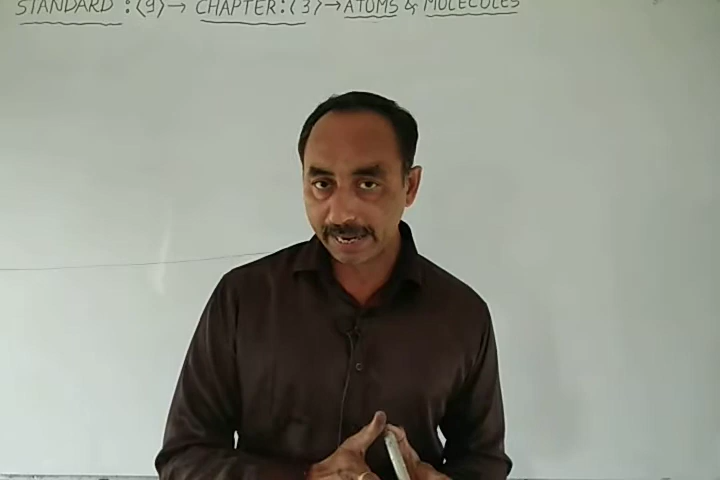 STANDARD :(9)→ CHAPTER:(3)→ATOMS & MOLECULES